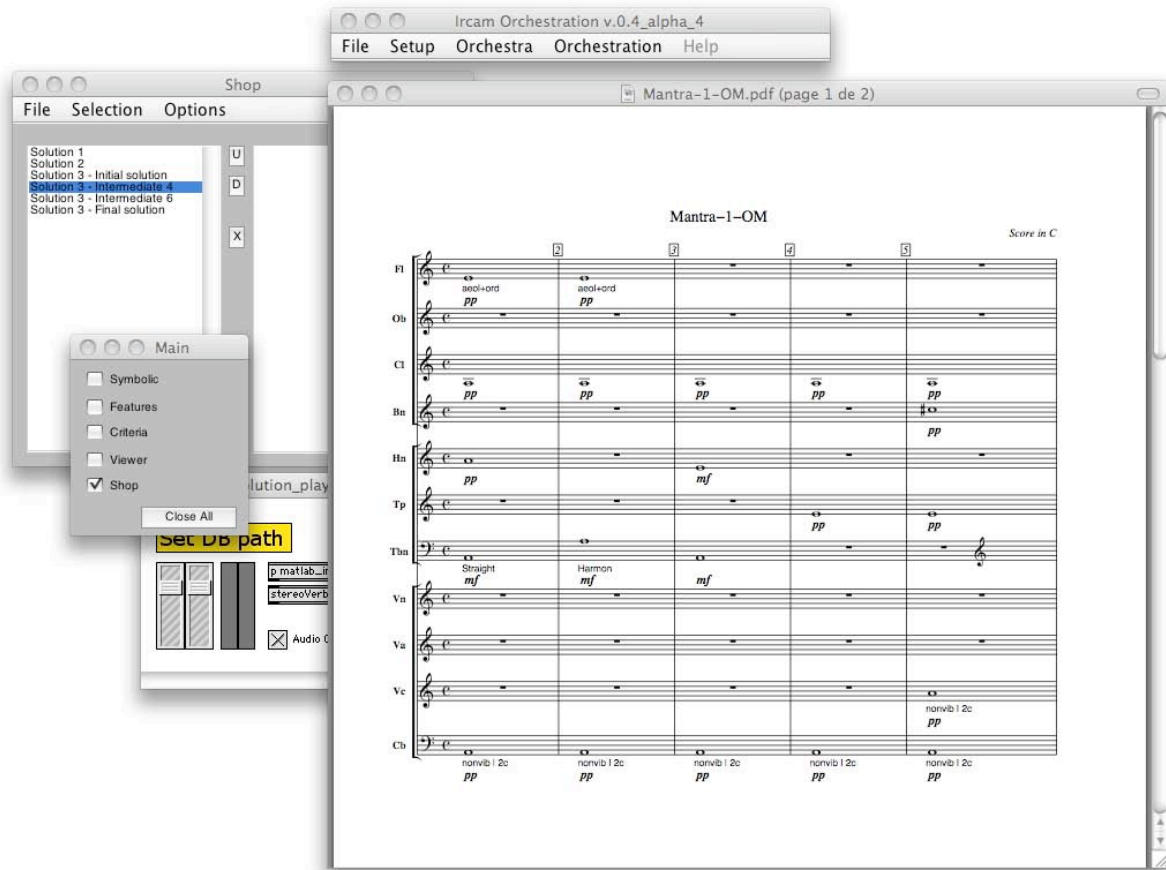 Ircam Orchestration v.0.4_alpha_4
File Setup Orchestra Orchestration Help
Shop
File Selection Options
Solution 1
Solution 2
Solution 3 - Initial solution
Solution 3 - Intermediate 4
Solution 3 - Intermediate 6
Solution 3 - Final solution
U
D
X
Main
Symbolic
Features
Criteria
Viewer
Shop
Close All
lution_play
Set DB path
p matlab_in
stereoVerb
Audio
Mantra-1-OM.pdf (page 1 de 2)
Mantra-1-OM
Score in C
2 3 4 5
Fl
aeol+ord aeol+ord
pp pp
Ob
Cl
pp pp pp pp pp
Bn
pp
Hn
pp mf
Tp
pp pp
Tbn
Straight Harmon
mf mf mf
Vn
Va
Vc
nonvib | 2c
pp
Cb
nonvib | 2c nonvib | 2c nonvib | 2c nonvib | 2c nonvib | 2c
pp pp pp pp pp